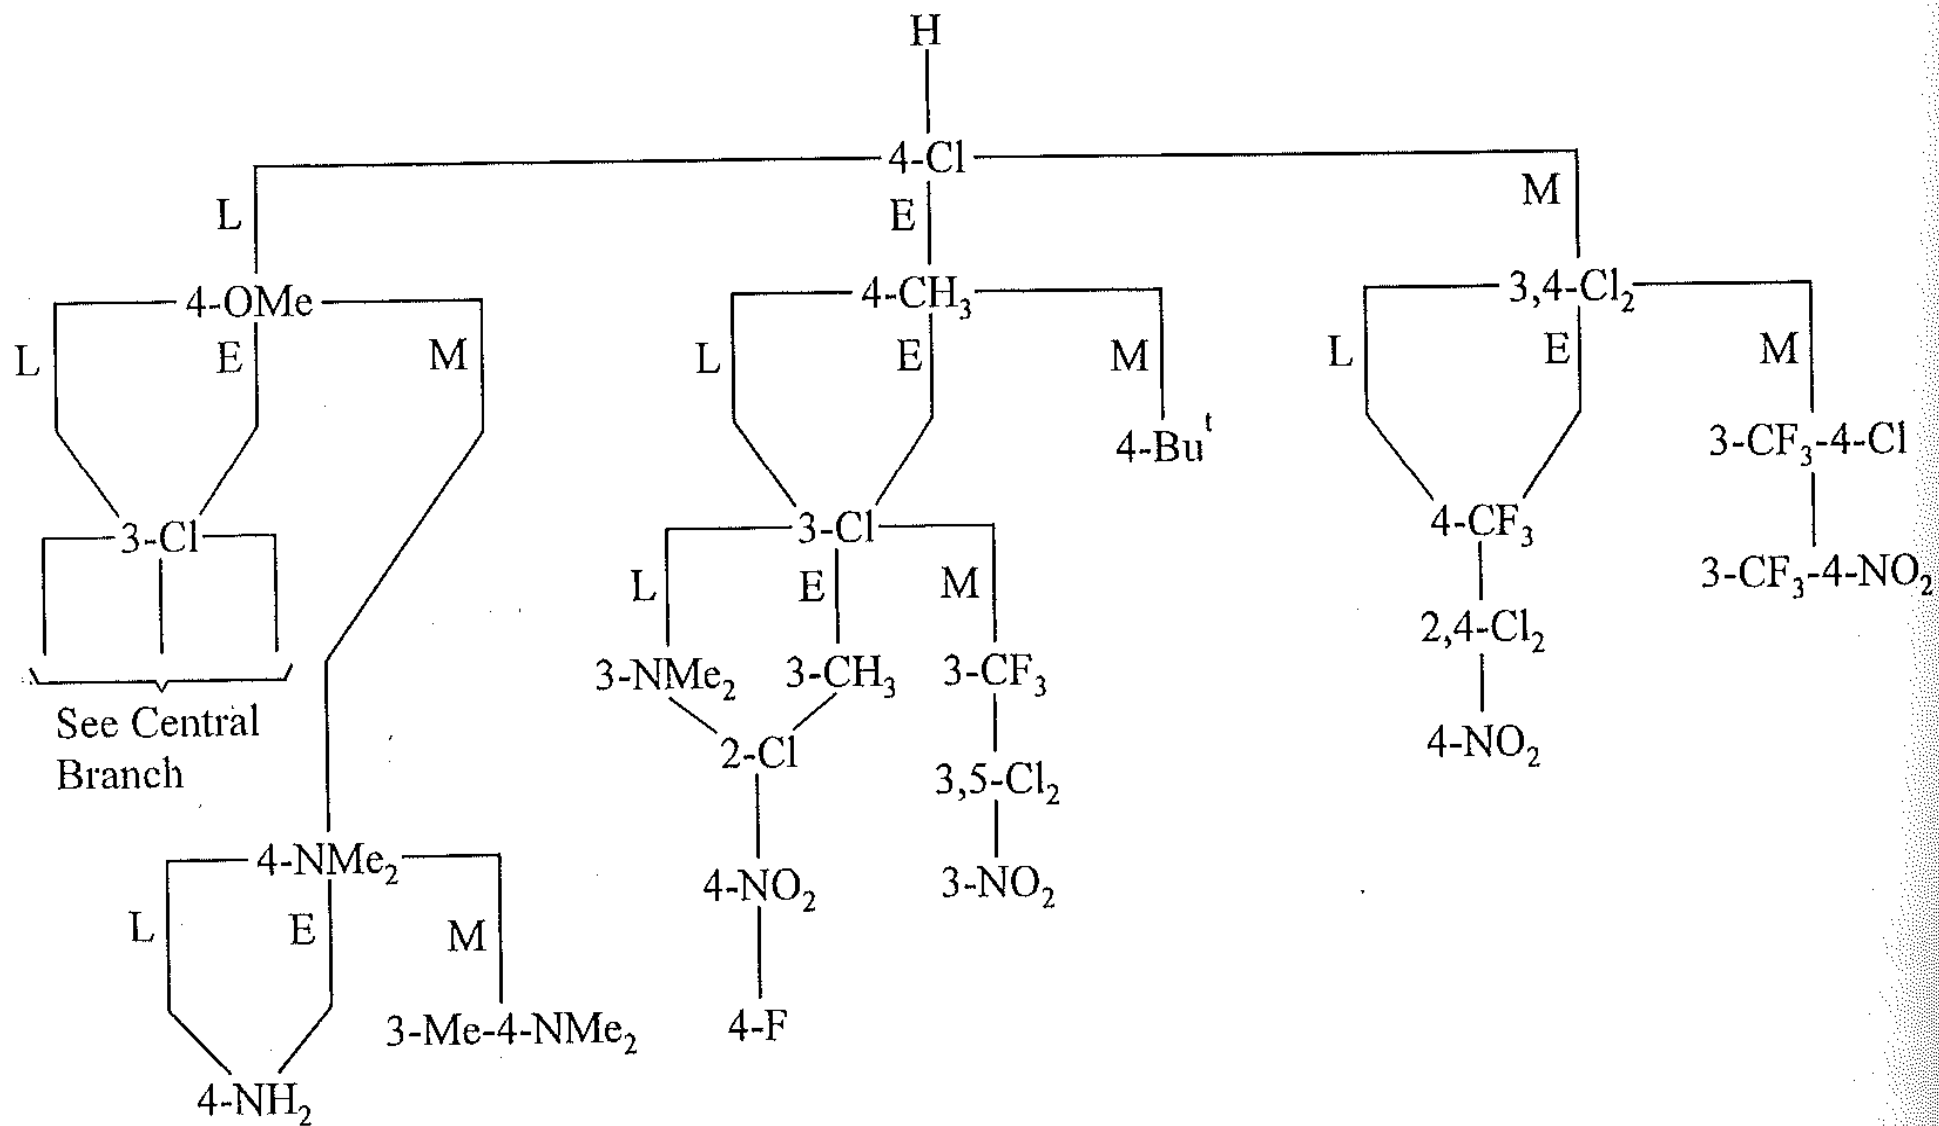 H
4-Cl
L
E
M
4-OMe
4-CH₃
3,4-Cl₂
L
E
M
L
E
M
L
E
M
4-Buᵗ
3-CF₃-4-Cl
3-Cl
3-Cl
4-CF₃
3-CF₃-4-NO₂
L
E
M
2,4-Cl₂
3-NMe₂
3-CH₃
3-CF₃
See Central
Branch
2-Cl
4-NO₂
3,5-Cl₂
4-NMe₂
4-NO₂
3-NO₂
L
E
M
3-Me-4-NMe₂
4-F
4-NH₂